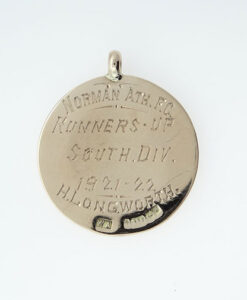 NORMAN ATH. F.C.
RUNNERS-UP
SOUTH. DIV.
1921-22.
H. LONGWORTH.